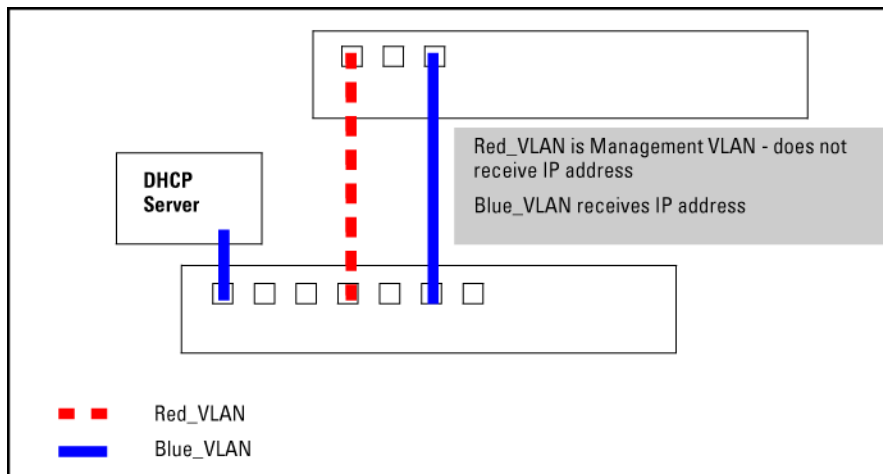 Red_VLAN is Management VLAN - does not
receive IP address
Blue_VLAN receives IP address
DHCP
Server
Red_VLAN
Blue_VLAN